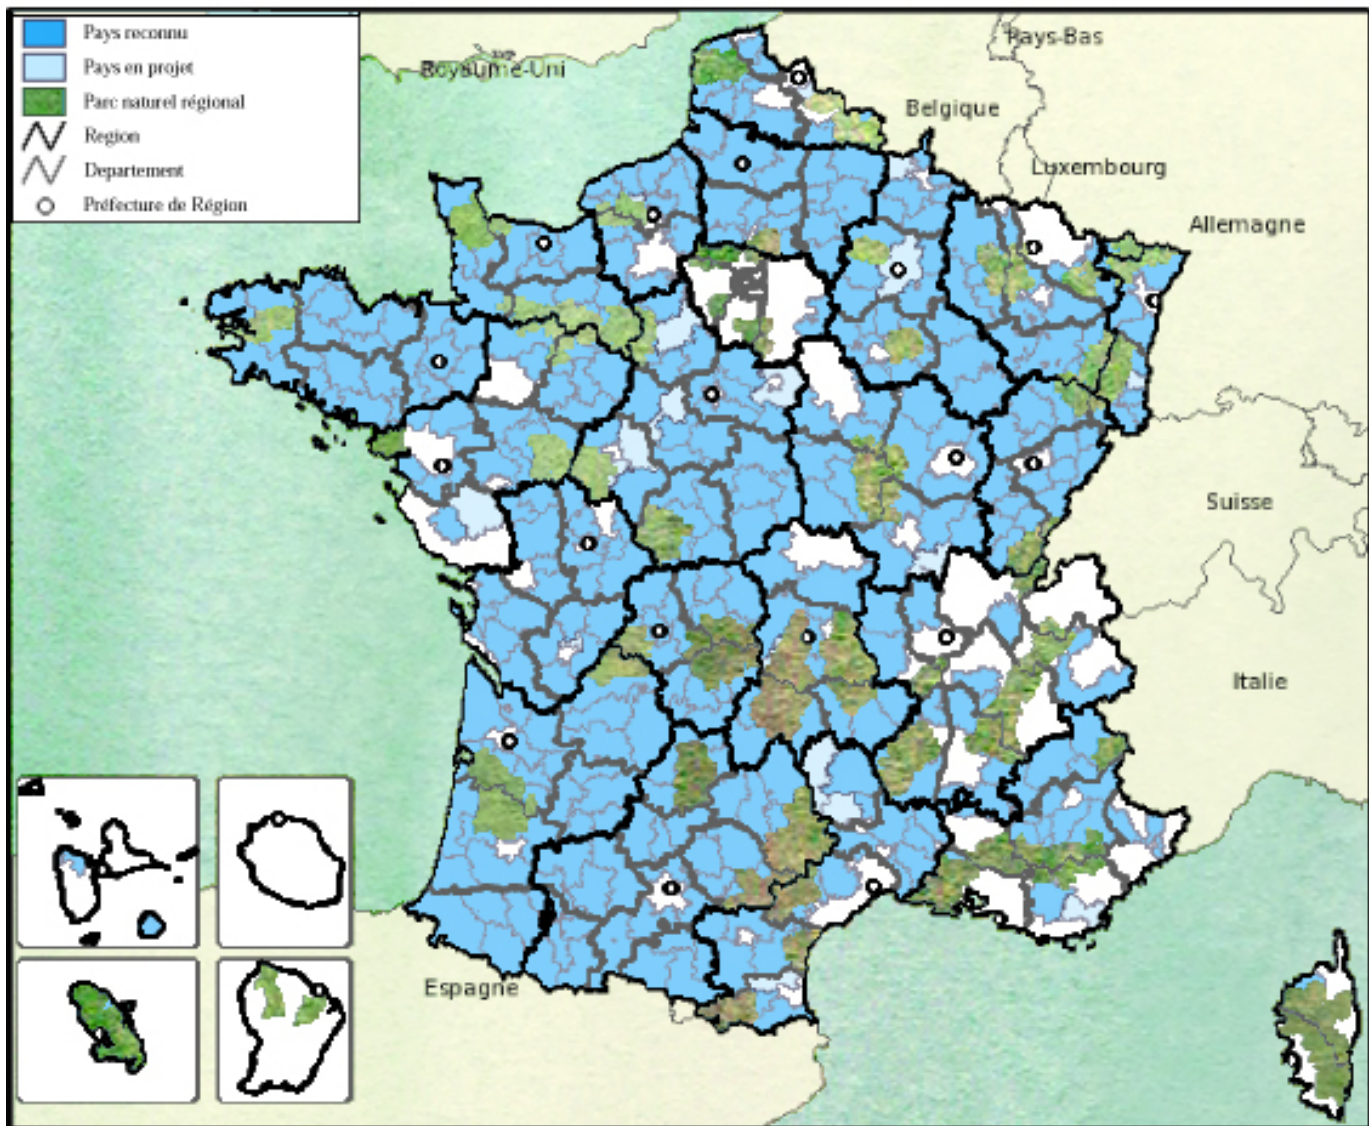 Pays reconnu
Pays en projet
Parc naturel régional
Region
Departement
Préfecture de Région
Royaume-Uni
Pays-Bas
Belgique
Luxembourg
Allemagne
Suisse
Italie
Espagne